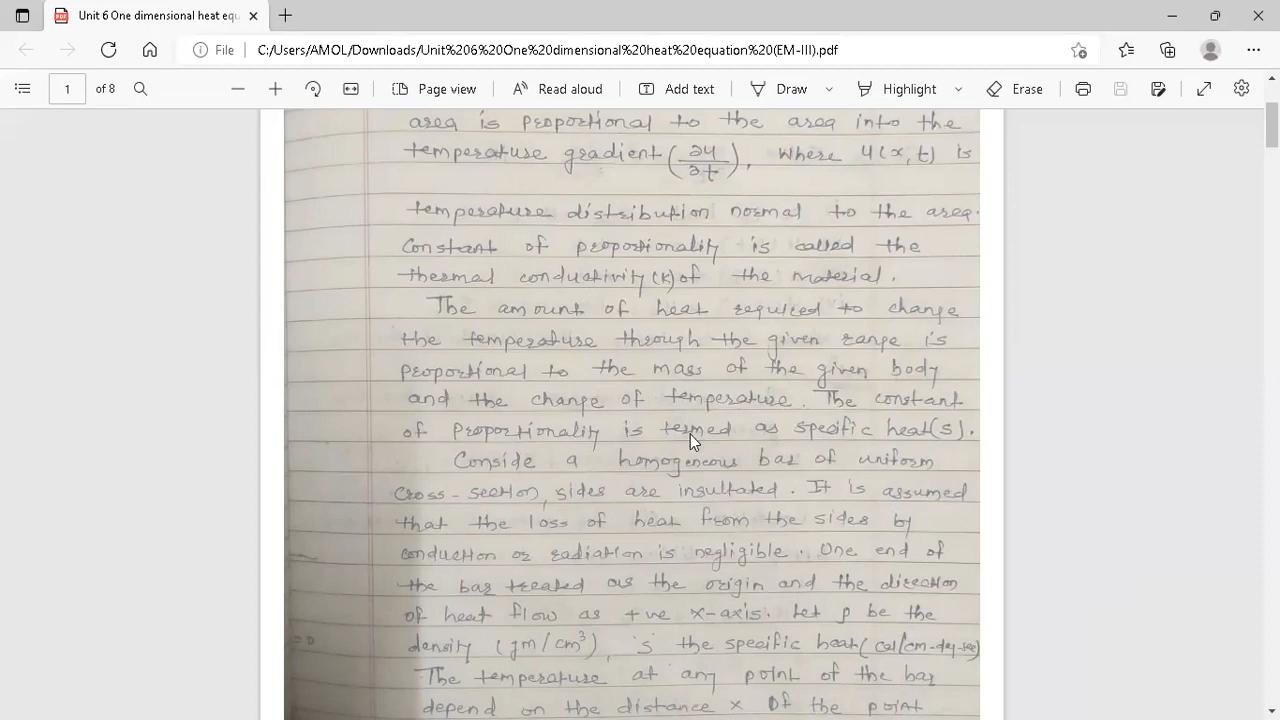 Unit 6 One dimensional heat equ
File C:/Users/AMOL/Downloads/Unit%206%20One%20dimensional%20heat%20equation%20(EM-III).pdf
1 of 8 Page view Read aloud Add text Draw Highlight Erase
area is proportional to the area into the
temperature gradient (∂u/∂t), where u(x,t) is
temperature distribution normal to the area.
Constant of proportionality is called the
thermal conductivity (K) of the material.
The amount of heat required to change
the temperature through the given range is
proportional to the mass of the given body
and the change of temperature. The constant
of proportionality is termed as specific heat(s).
Conside a homogeneous bar of uniform
cross-section, sides are insultated. It is assumed
that the loss of heat from the sides by
conduction or radiation is negligible. One end of
the bar treated as the origin and the direction
of heat flow as +ve x-axis. Let ρ be the
density (gm/cm³), 's the specific heat (cal/cm-deg-sec)
The temperature at any point of the bar
depend on the distance x of the point